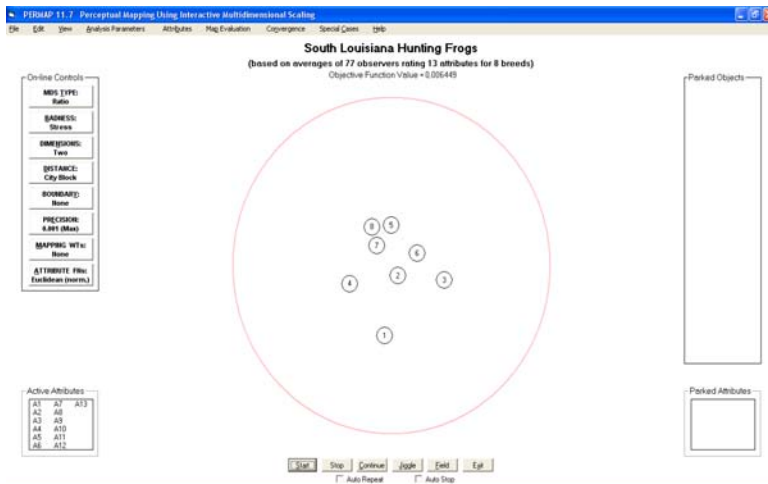 PERMAP 11.7 Perceptual Mapping Using Interactive Multidimensional Scaling
File Edit View Analysis Parameters Attributes Map Evaluation Convergence Special Cases Help
South Louisiana Hunting Frogs
(based on averages of 77 observers rating 13 attributes for 8 breeds)
Objective Function Value = 0.006449
On-line Controls
MDS TYPE:
Ratio
BADNESS:
Stress
DIMENSIONS:
Two
DISTANCE:
City Block
BOUNDARY:
None
PRECISION:
0.001 (Max)
MAPPING WTs:
None
ATTRIBUTE FNs:
Euclidean (norm.)
Parked Objects
8 5
7
6
2
3
4
1
Active Attributes
A1 A7 A13
A2 A8
A3 A9
A4 A10
A5 A11
A6 A12
Parked Attributes
Start Stop Continue Jiggle Field Exit
Auto Repeat Auto Stop